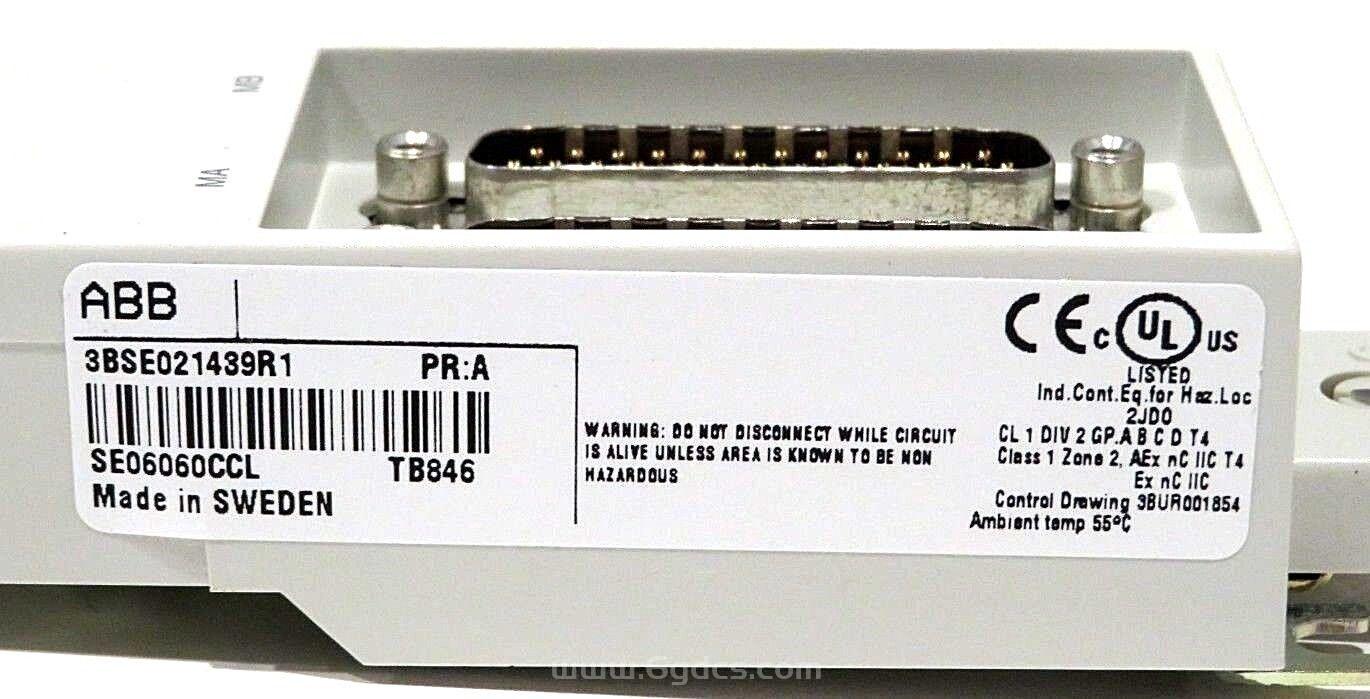 MB
MA
ABB
3BSE021439R1 PR:A
SE06060CCL TB846
Made in SWEDEN
WARNING: DO NOT DISCONNECT WHILE CIRCUIT
IS ALIVE UNLESS AREA IS KNOWN TO BE NON
HAZARDOUS
CE c UL US
LISTED
Ind.Cont.Eq.for Haz.Loc
2JD0
CL 1 DIV 2 GP.A B C D T4
Class 1 Zone 2, AEx nC IIC T4
Ex nC IIC
Control Drawing 3BUR001854
Ambient temp 55ºC
www.6gdcs.com